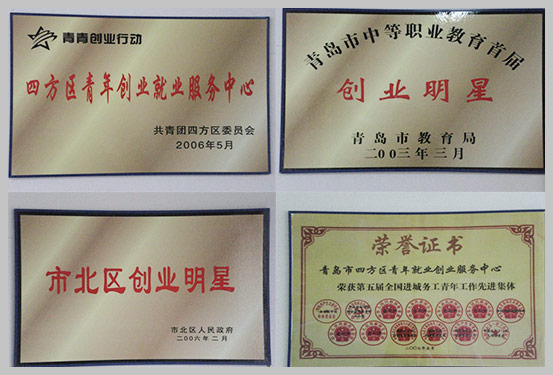 青青创业行动
四方区青年创业就业服务中心
共青团四方区委员会
2006年5月
青岛市中等职业教育首届
创业明星
青岛市教育局
二00三年三月
市北区创业明星
市北区人民政府
二00六年二月
荣誉证书
青岛市四方区青年就业创业服务中心
荣获第五届全国进城务工青年工作先进集体